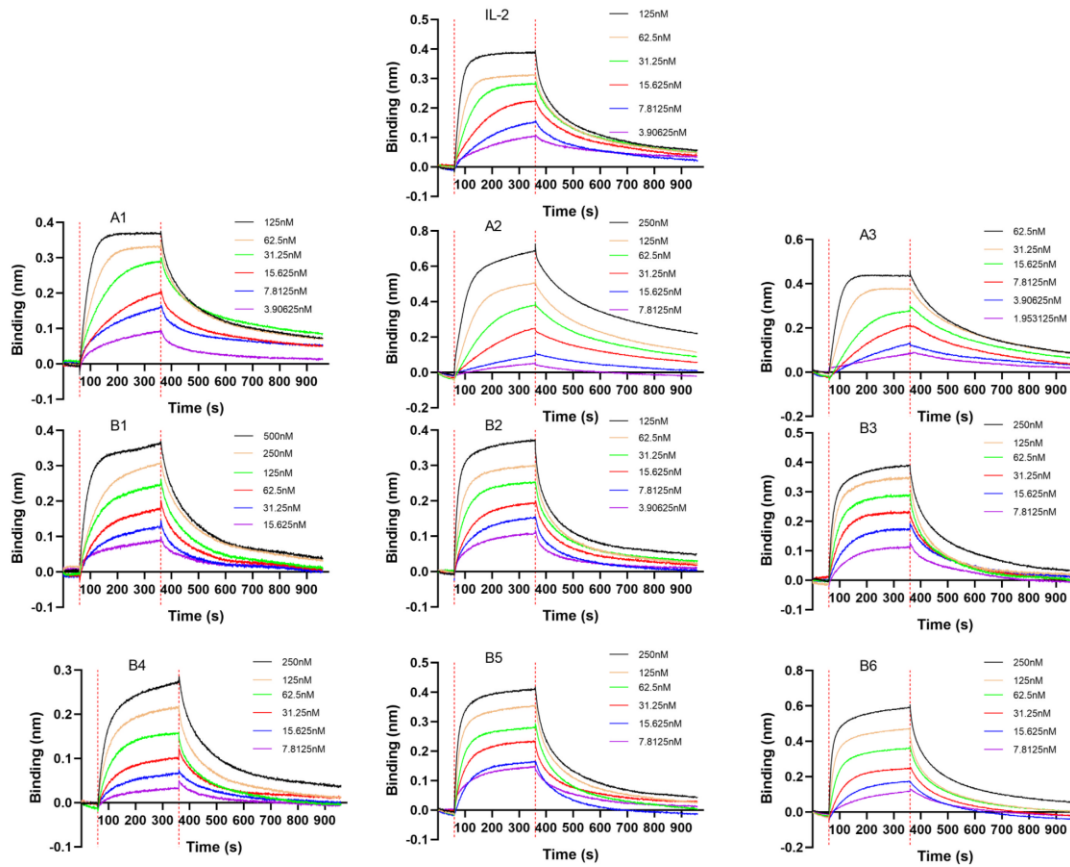 IL-2
0.5
0.4
0.3
0.2
0.1
0.0
-0.1
Binding (nm)
100 200 300 400 500 600 700 800 900
Time (s)
125nM
62.5nM
31.25nM
15.625nM
7.8125nM
3.90625nM
A1
0.4
0.3
0.2
0.1
0.0
-0.1
Binding (nm)
100 200 300 400 500 600 700 800 900
Time (s)
125nM
62.5nM
31.25nM
15.625nM
7.8125nM
3.90625nM
A2
0.8
0.6
0.4
0.2
0.0
-0.2
Binding (nm)
100 200 300 400 500 600 700 800 900
Time (s)
250nM
125nM
62.5nM
31.25nM
15.625nM
7.8125nM
A3
0.6
0.4
0.2
0.0
-0.2
Binding (nm)
100 200 300 400 500 600 700 800 900
Time (s)
62.5nM
31.25nM
15.625nM
7.8125nM
3.90625nM
1.953125nM
B1
0.4
0.3
0.2
0.1
0.0
-0.1
Binding (nm)
100 200 300 400 500 600 700 800 900
Time (s)
500nM
250nM
125nM
62.5nM
31.25nM
15.625nM
B2
0.4
0.3
0.2
0.1
0.0
-0.1
Binding (nm)
100 200 300 400 500 600 700 800 900
Time (s)
125nM
62.5nM
31.25nM
15.625nM
7.8125nM
3.90625nM
B3
0.5
0.4
0.3
0.2
0.1
0.0
-0.1
Binding (nm)
100 200 300 400 500 600 700 800 900
Time (s)
250nM
125nM
62.5nM
31.25nM
15.625nM
7.8125nM
B4
0.3
0.2
0.1
0.0
-0.1
Binding (nm)
100 200 300 400 500 600 700 800 900
Time (s)
250nM
125nM
62.5nM
31.25nM
15.625nM
7.8125nM
B5
0.5
0.4
0.3
0.2
0.1
0.0
-0.1
Binding (nm)
100 200 300 400 500 600 700 800 900
Time (s)
250nM
125nM
62.5nM
31.25nM
15.625nM
7.8125nM
B6
0.8
0.6
0.4
0.2
0.0
-0.2
Binding (nm)
100 200 300 400 500 600 700 800 900
Time (s)
250nM
125nM
62.5nM
31.25nM
15.625nM
7.8125nM